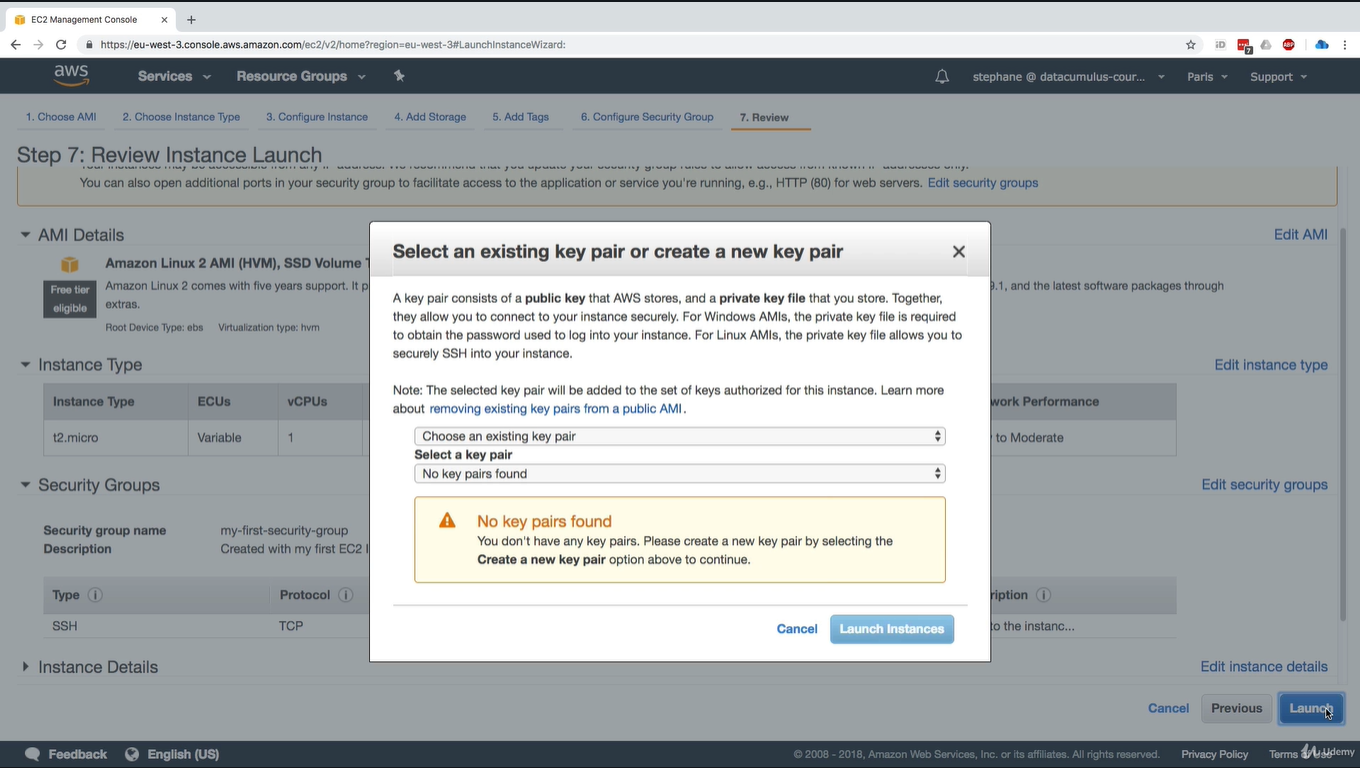 EC2 Management Console
https://eu-west-3.console.aws.amazon.com/ec2/v2/home?region=eu-west-3#LaunchInstanceWizard:
iD
7
ABP
aws
Services
Resource Groups
stephane @ datacumulus-cour...
Paris
Support
1. Choose AMI
2. Choose Instance Type
3. Configure Instance
4. Add Storage
5. Add Tags
6. Configure Security Group
7. Review
Step 7: Review Instance Launch
You can also open additional ports in your security group to facilitate access to the application or service you're running, e.g., HTTP (80) for web servers. Edit security groups
AMI Details
Edit AMI
Amazon Linux 2 AMI (HVM), SSD Volume
Free tier
eligible
Amazon Linux 2 comes with five years support. It p
9.1, and the latest software packages through
extras.
Root Device Type: ebs Virtualization type: hvm
Instance Type
Edit instance type
Instance Type
ECUs
vCPUs
work Performance
t2.micro
Variable
1
to Moderate
Security Groups
Edit security groups
Security group name
my-first-security-group
Description
Created with my first EC2
Type
Protocol
ription
SSH
TCP
to the instanc...
Instance Details
Edit instance details
Cancel
Previous
Launch
Select an existing key pair or create a new key pair
A key pair consists of a public key that AWS stores, and a private key file that you store. Together,
they allow you to connect to your instance securely. For Windows AMIs, the private key file is required
to obtain the password used to log into your instance. For Linux AMIs, the private key file allows you to
securely SSH into your instance.
Note: The selected key pair will be added to the set of keys authorized for this instance. Learn more
about removing existing key pairs from a public AMI.
Choose an existing key pair
Select a key pair
No key pairs found
No key pairs found
You don't have any key pairs. Please create a new key pair by selecting the
Create a new key pair option above to continue.
Cancel
Launch Instances
Feedback
English (US)
© 2008 - 2018, Amazon Web Services, Inc. or its affiliates. All rights reserved.
Privacy Policy
Terms
Udemy